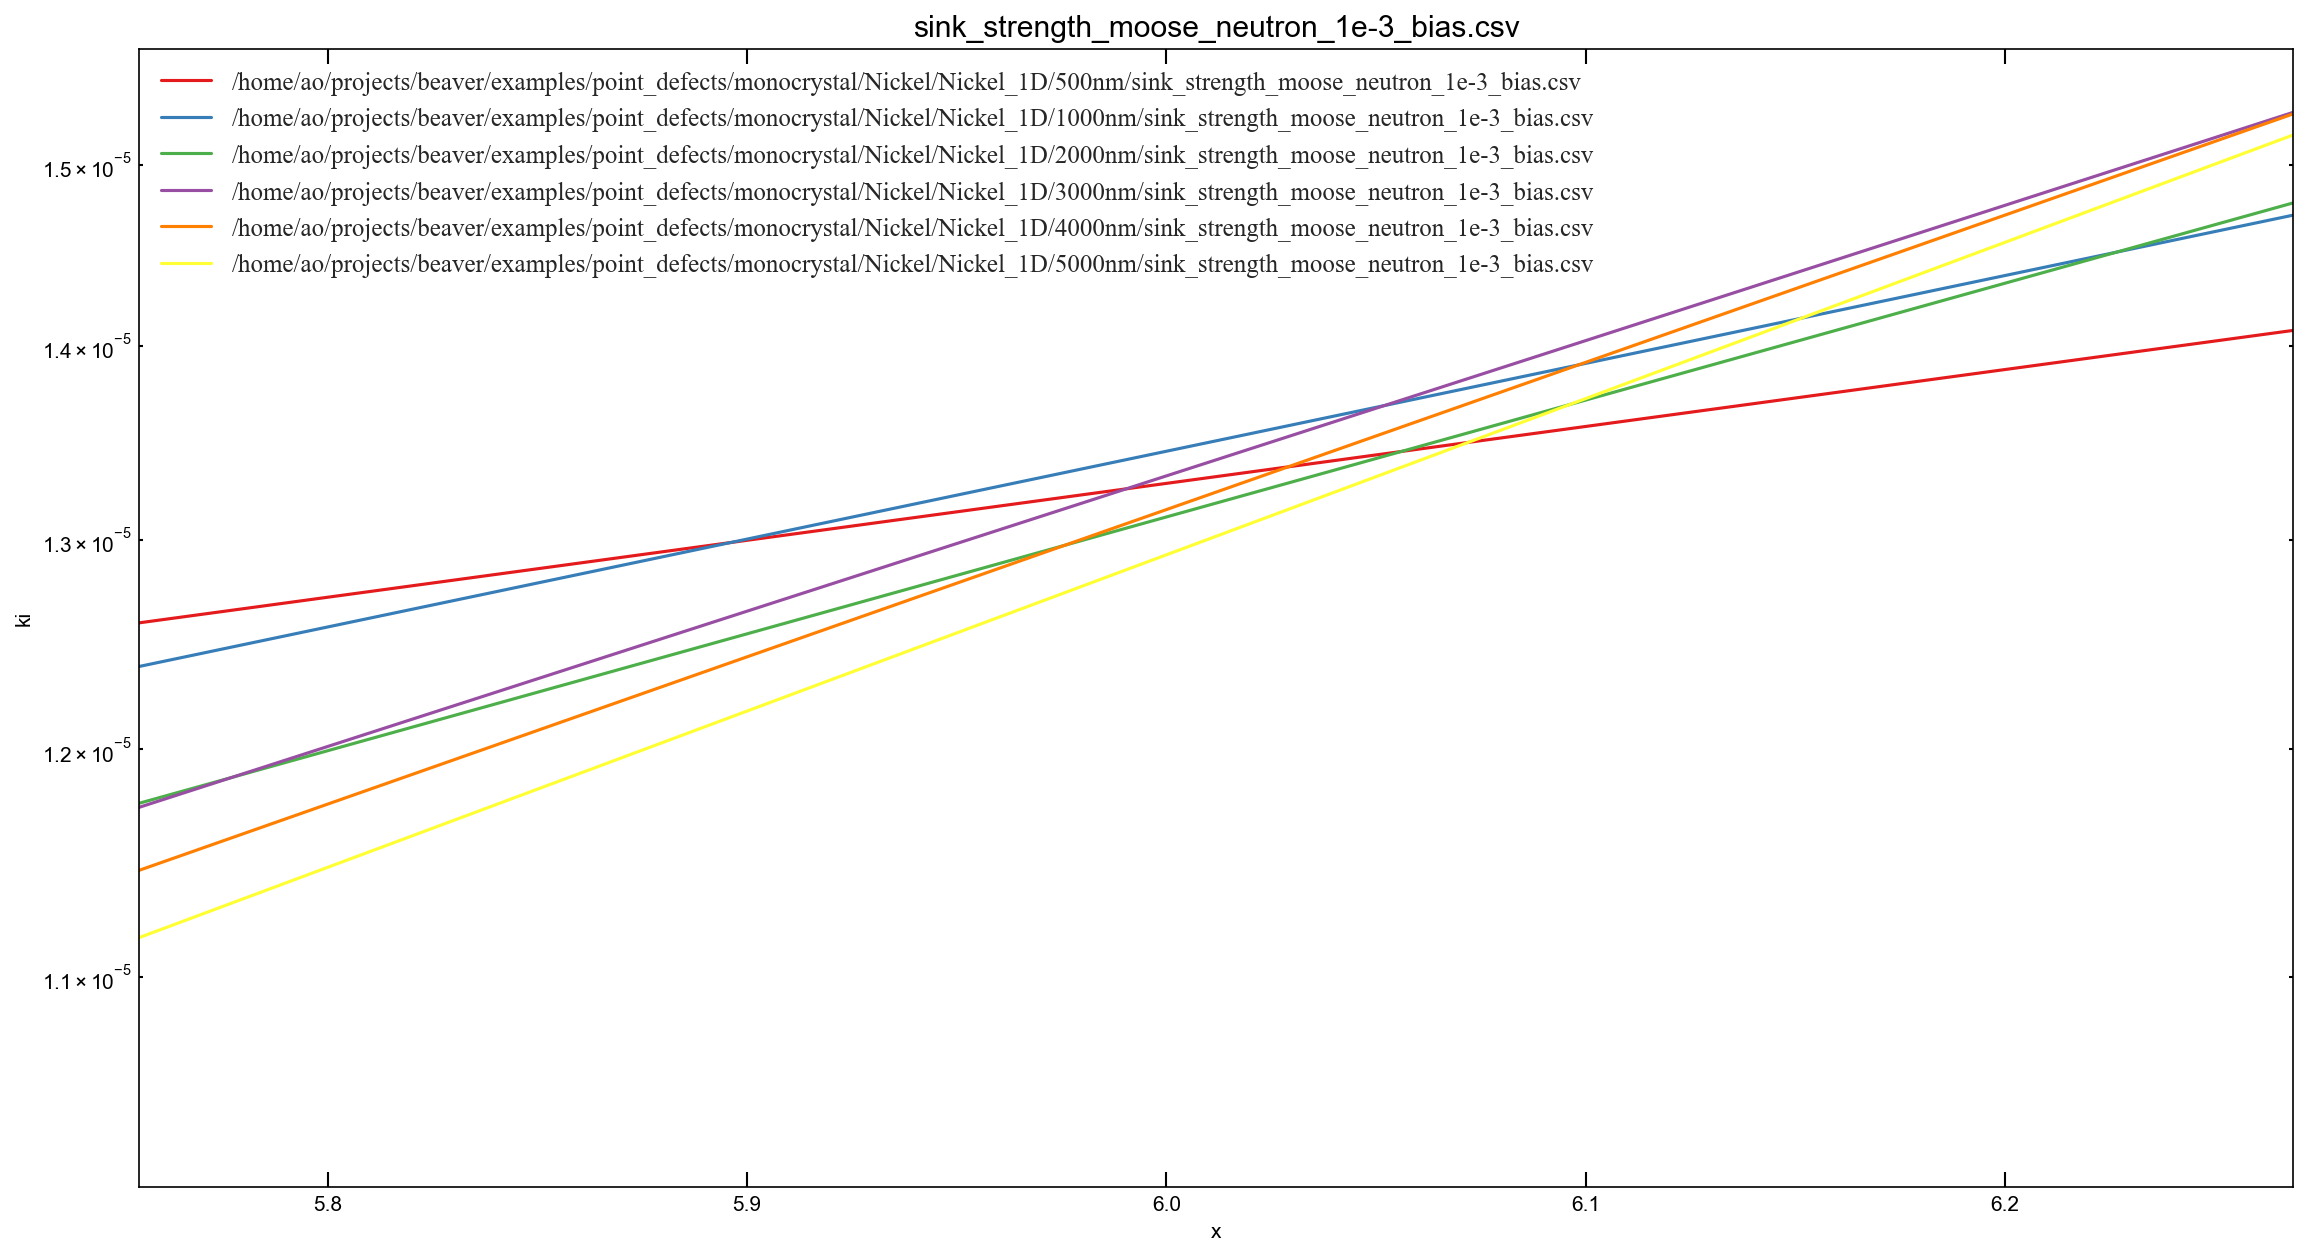 sink_strength_moose_neutron_1e-3_bias.csv
/home/ao/projects/beaver/examples/point_defects/monocrystal/Nickel/Nickel_1D/500nm/sink_strength_moose_neutron_1e-3_bias.csv
/home/ao/projects/beaver/examples/point_defects/monocrystal/Nickel/Nickel_1D/1000nm/sink_strength_moose_neutron_1e-3_bias.csv
/home/ao/projects/beaver/examples/point_defects/monocrystal/Nickel/Nickel_1D/2000nm/sink_strength_moose_neutron_1e-3_bias.csv
/home/ao/projects/beaver/examples/point_defects/monocrystal/Nickel/Nickel_1D/3000nm/sink_strength_moose_neutron_1e-3_bias.csv
/home/ao/projects/beaver/examples/point_defects/monocrystal/Nickel/Nickel_1D/4000nm/sink_strength_moose_neutron_1e-3_bias.csv
/home/ao/projects/beaver/examples/point_defects/monocrystal/Nickel/Nickel_1D/5000nm/sink_strength_moose_neutron_1e-3_bias.csv
1.5 × 10⁻⁵
1.4 × 10⁻⁵
1.3 × 10⁻⁵
1.2 × 10⁻⁵
1.1 × 10⁻⁵
ki
5.8 5.9 6.0 6.1 6.2
x